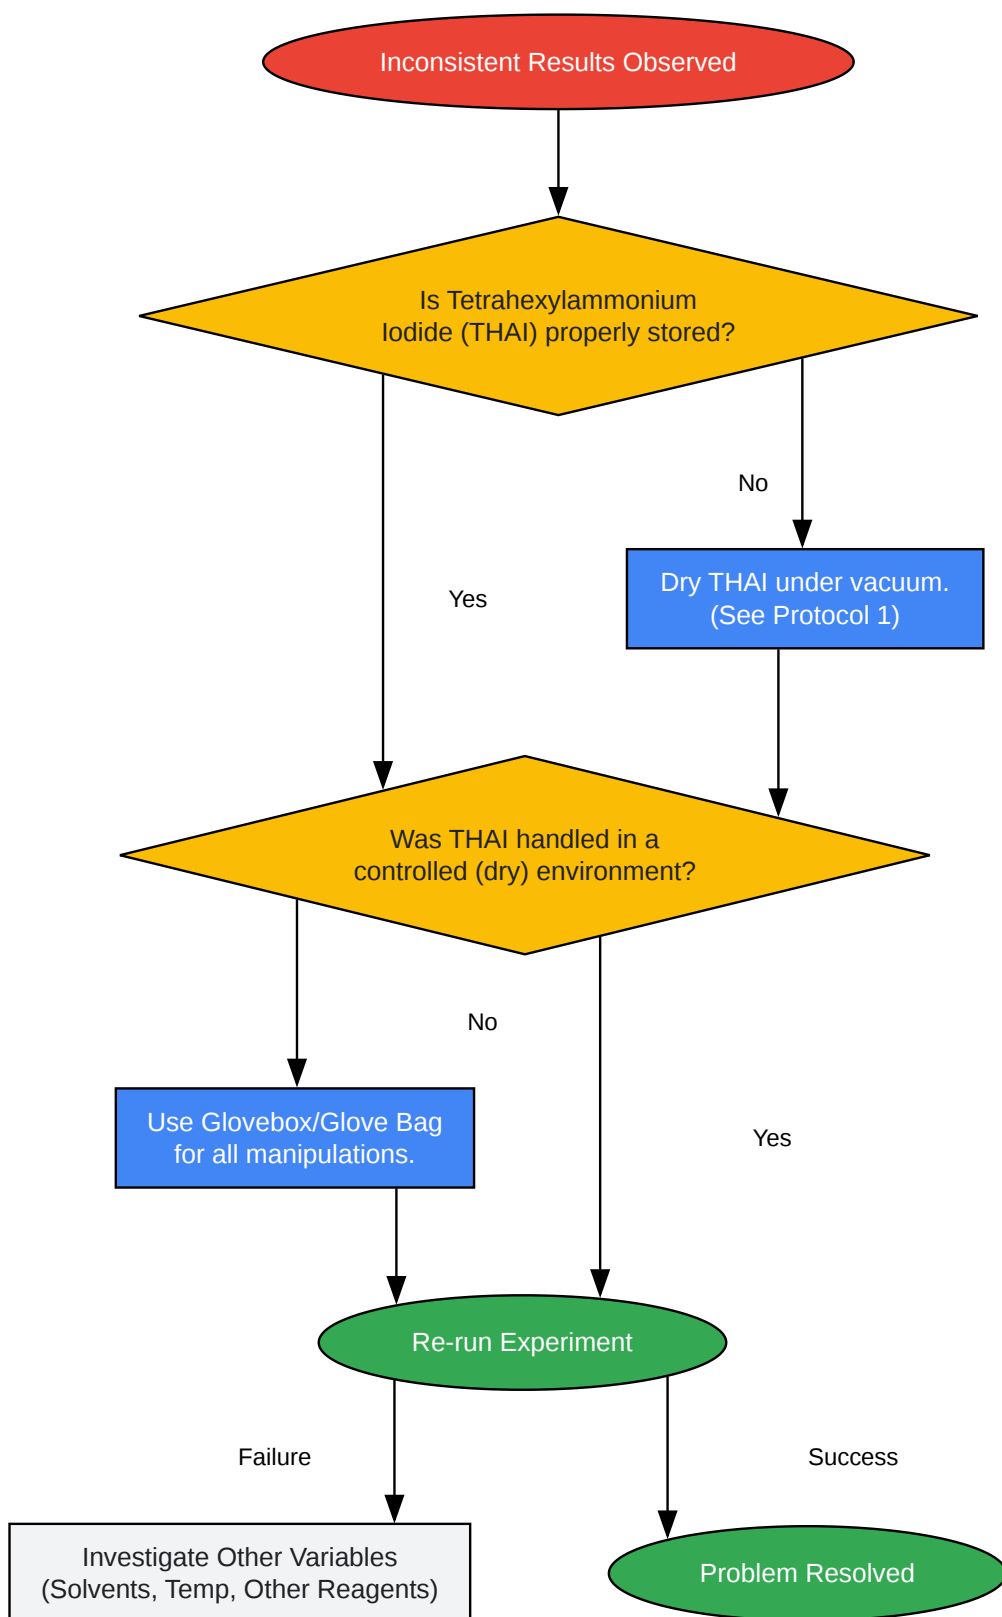 Inconsistent Results Observed
Is Tetrahexylammonium
Iodide (THAI) properly stored?
No
Dry THAI under vacuum.
(See Protocol 1)
Yes
Was THAI handled in a
controlled (dry) environment?
No
Use Glovebox/Glove Bag
for all manipulations.
Yes
Re-run Experiment
Failure
Success
Investigate Other Variables
(Solvents, Temp, Other Reagents)
Problem Resolved